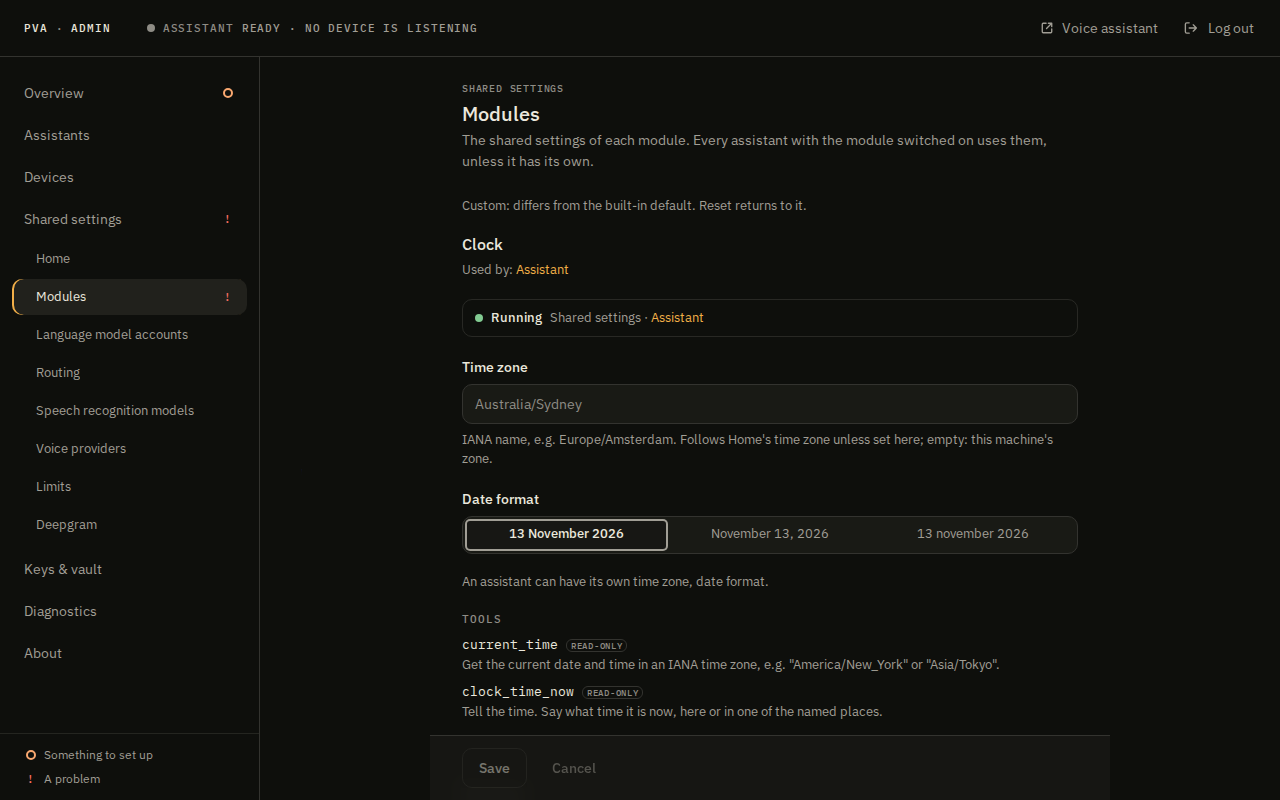 PVA · ADMIN
ASSISTANT READY · NO DEVICE IS LISTENING
Voice assistant
Log out
Overview
Assistants
Devices
Shared settings !
Home
Modules !
Language model accounts
Routing
Speech recognition models
Voice providers
Limits
Deepgram
Keys & vault
Diagnostics
About
Something to set up
! A problem
SHARED SETTINGS
Modules
The shared settings of each module. Every assistant with the module switched on uses them,
unless it has its own.
Custom: differs from the built-in default. Reset returns to it.
Clock
Used by: Assistant
Running Shared settings · Assistant
Time zone
Australia/Sydney
IANA name, e.g. Europe/Amsterdam. Follows Home's time zone unless set here; empty: this machine's
zone.
Date format
13 November 2026
November 13, 2026
13 november 2026
An assistant can have its own time zone, date format.
TOOLS
current_time READ-ONLY
Get the current date and time in an IANA time zone, e.g. "America/New_York" or "Asia/Tokyo".
clock_time_now READ-ONLY
Tell the time. Say what time it is now, here or in one of the named places.
Save
Cancel